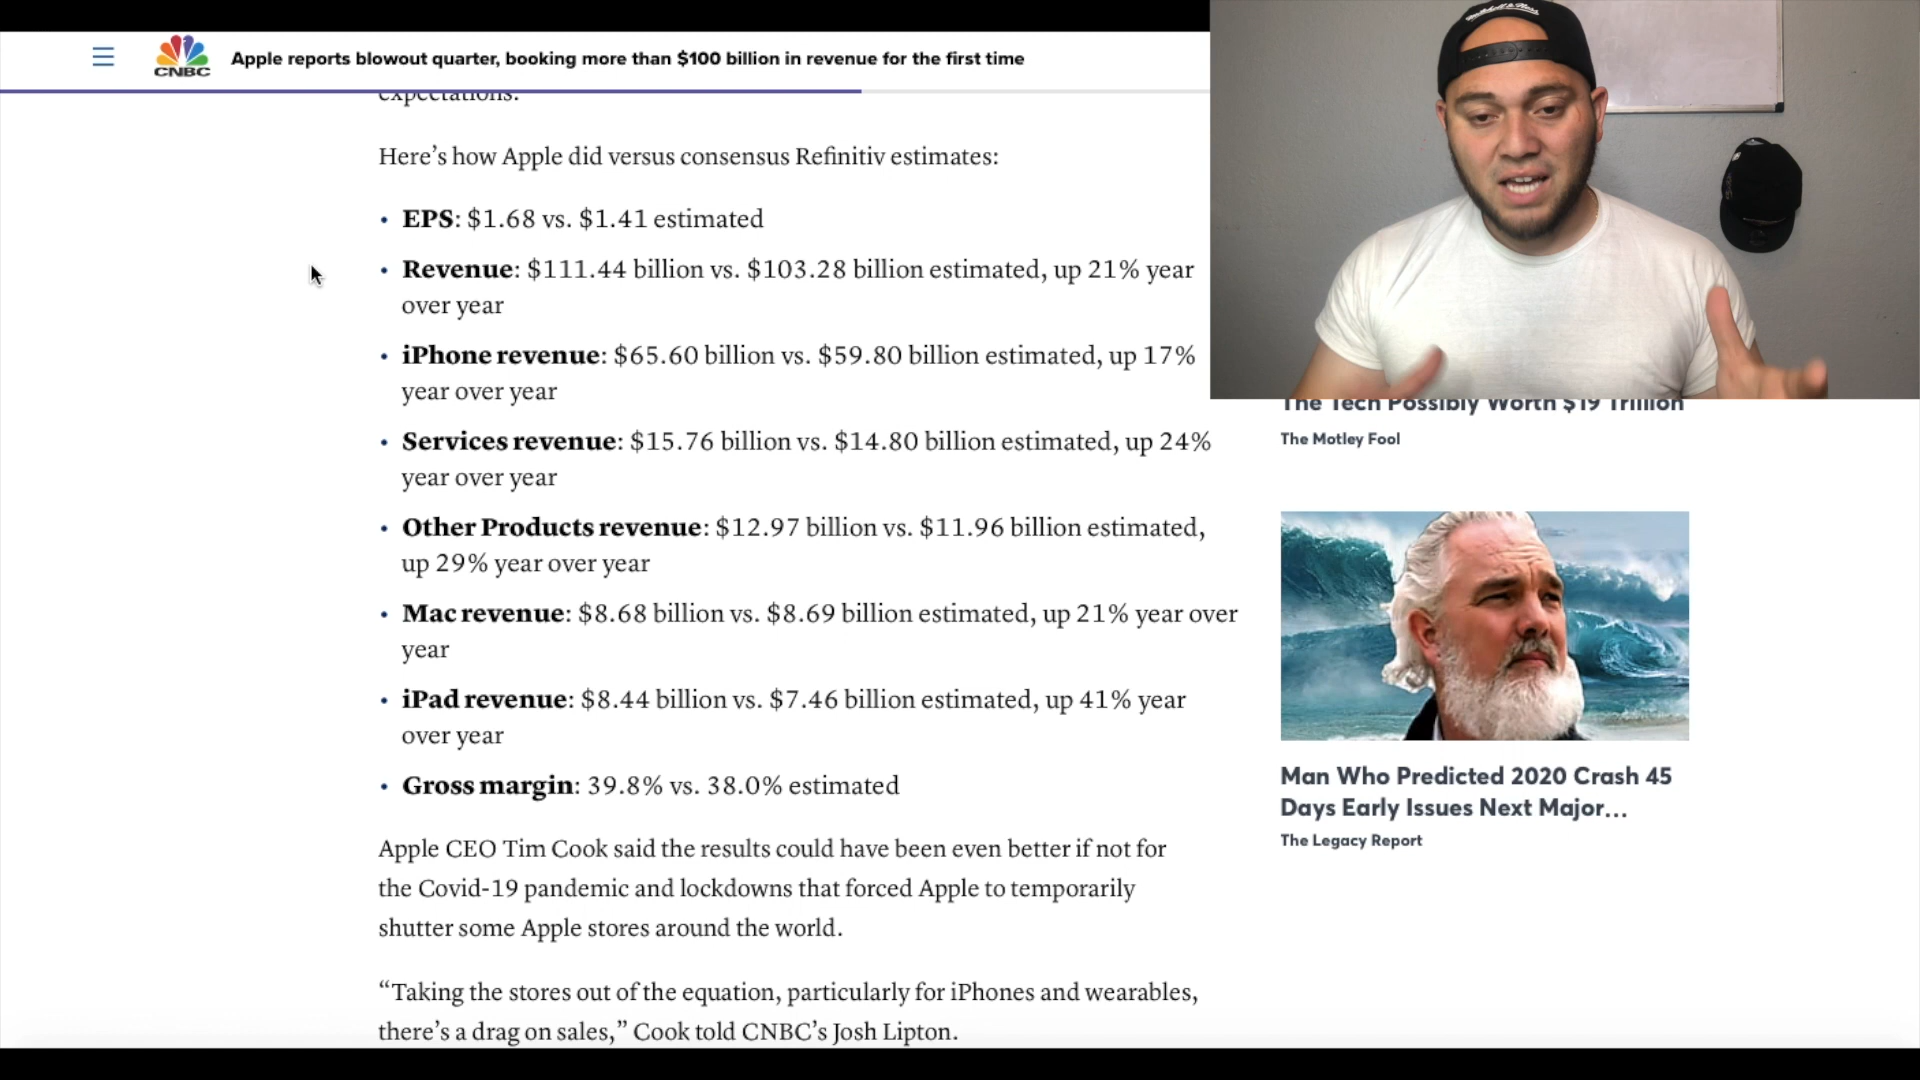 CNBC
Apple reports blowout quarter, booking more than $100 billion in revenue for the first time
expectations.
Here’s how Apple did versus consensus Refinitiv estimates:
• EPS: $1.68 vs. $1.41 estimated
• Revenue: $111.44 billion vs. $103.28 billion estimated, up 21% year
over year
• iPhone revenue: $65.60 billion vs. $59.80 billion estimated, up 17%
year over year
• Services revenue: $15.76 billion vs. $14.80 billion estimated, up 24%
year over year
• Other Products revenue: $12.97 billion vs. $11.96 billion estimated,
up 29% year over year
• Mac revenue: $8.68 billion vs. $8.69 billion estimated, up 21% year over
year
• iPad revenue: $8.44 billion vs. $7.46 billion estimated, up 41% year
over year
• Gross margin: 39.8% vs. 38.0% estimated
Apple CEO Tim Cook said the results could have been even better if not for
the Covid-19 pandemic and lockdowns that forced Apple to temporarily
shutter some Apple stores around the world.
“Taking the stores out of the equation, particularly for iPhones and wearables,
there’s a drag on sales,” Cook told CNBC’s Josh Lipton.
The Tech Possibly Worth $19 Trillion
The Motley Fool
Man Who Predicted 2020 Crash 45
Days Early Issues Next Major...
The Legacy Report